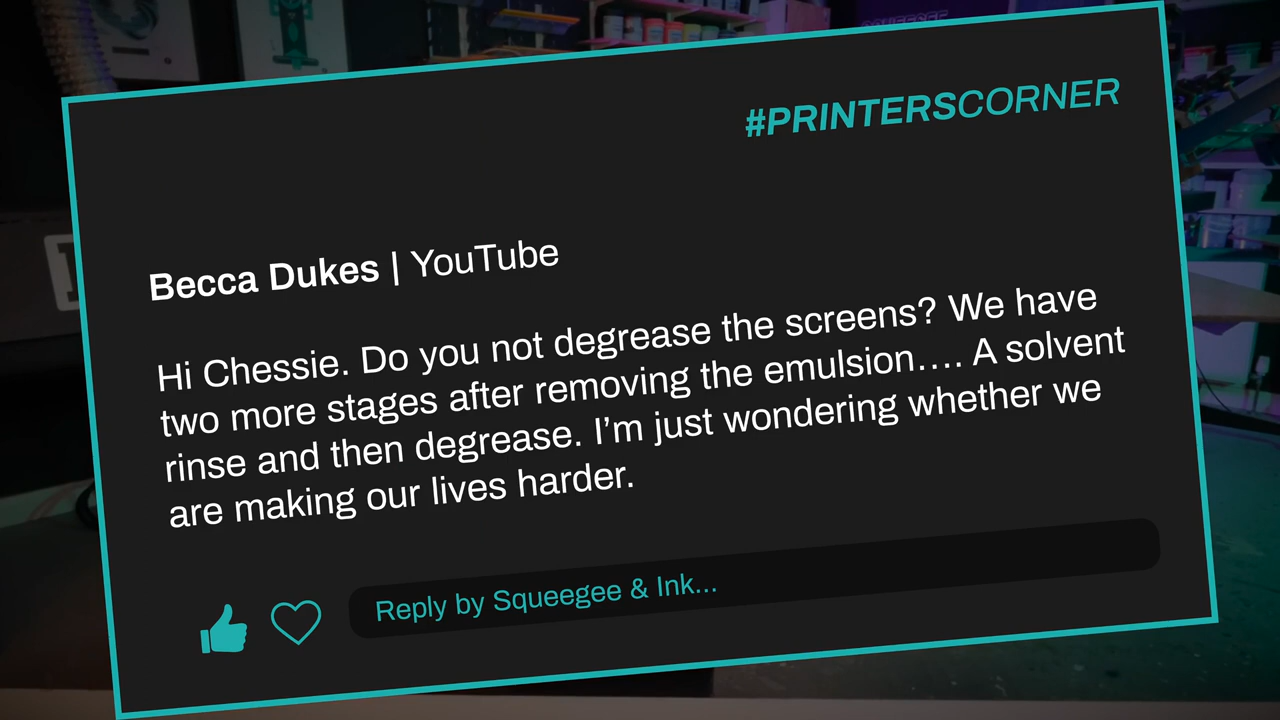 #PRINTERSCORNER
Becca Dukes | YouTube
Hi Chessie. Do you not degrease the screens? We have
two more stages after removing the emulsion.... A solvent
rinse and then degrease. I’m just wondering whether we
are making our lives harder.
Reply by Squeegee & Ink...